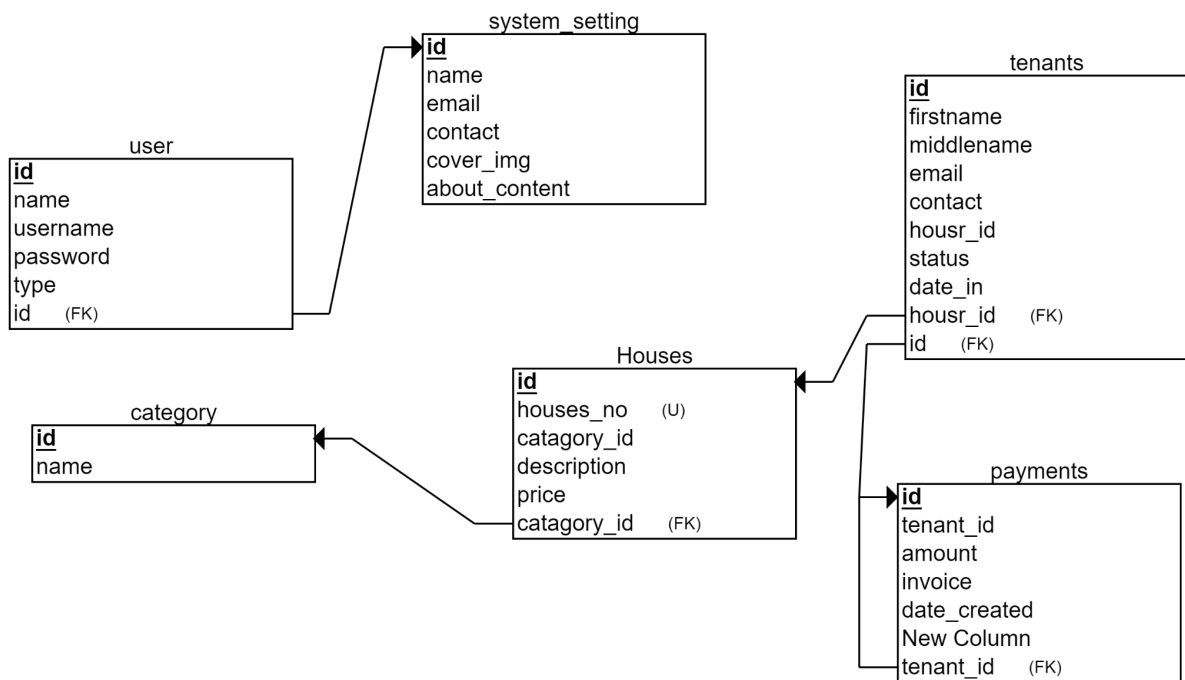 system_setting
id
name
email
contact
cover_img
about_content
tenants
id
firstname
middlename
email
contact
housr_id
status
date_in
housr_id (FK)
id (FK)
user
id
name
username
password
type
id (FK)
Houses
id
houses_no (U)
catagory_id
description
price
catagory_id (FK)
category
id
name
payments
id
tenant_id
amount
invoice
date_created
New Column
tenant_id (FK)